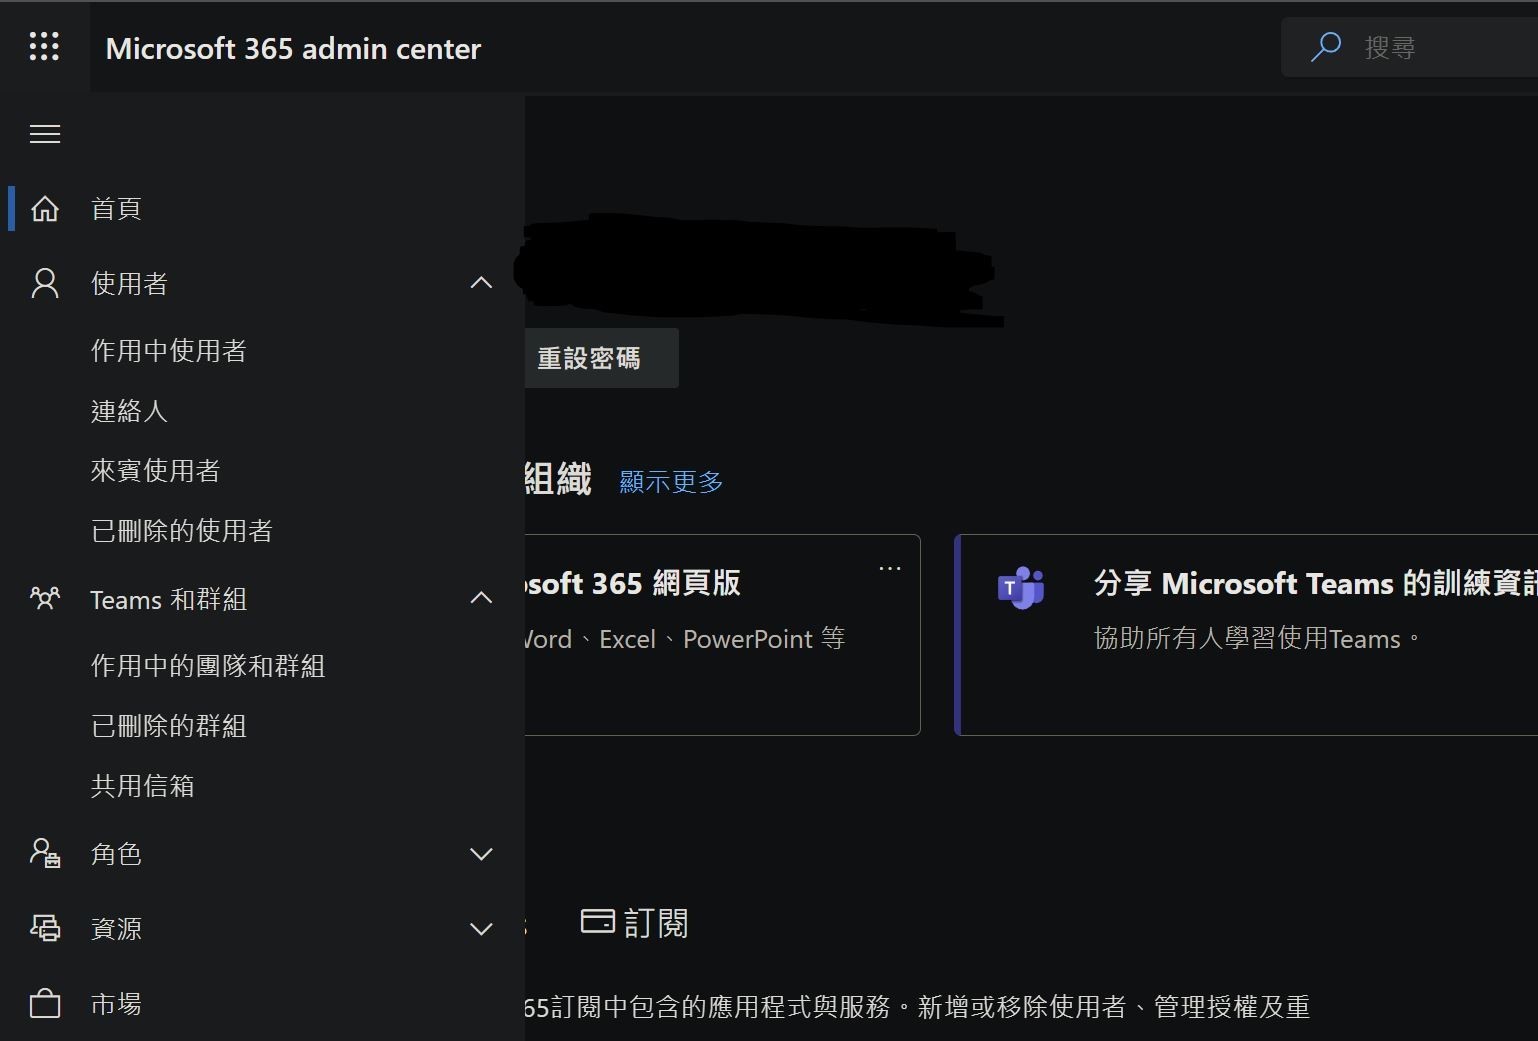 Microsoft 365 admin center
搜尋
首頁
使用者
作用中使用者
連絡人
來賓使用者
已刪除的使用者
Teams 和群組
作用中的團隊和群組
已刪除的群組
共用信箱
角色
資源
市場
重設密碼
組織 顯示更多
soft 365 網頁版
Word、Excel、PowerPoint 等
分享 Microsoft Teams 的訓練資訊
協助所有人學習使用Teams。
訂閱
65訂閱中包含的應用程式與服務。新增或移除使用者、管理授權及重